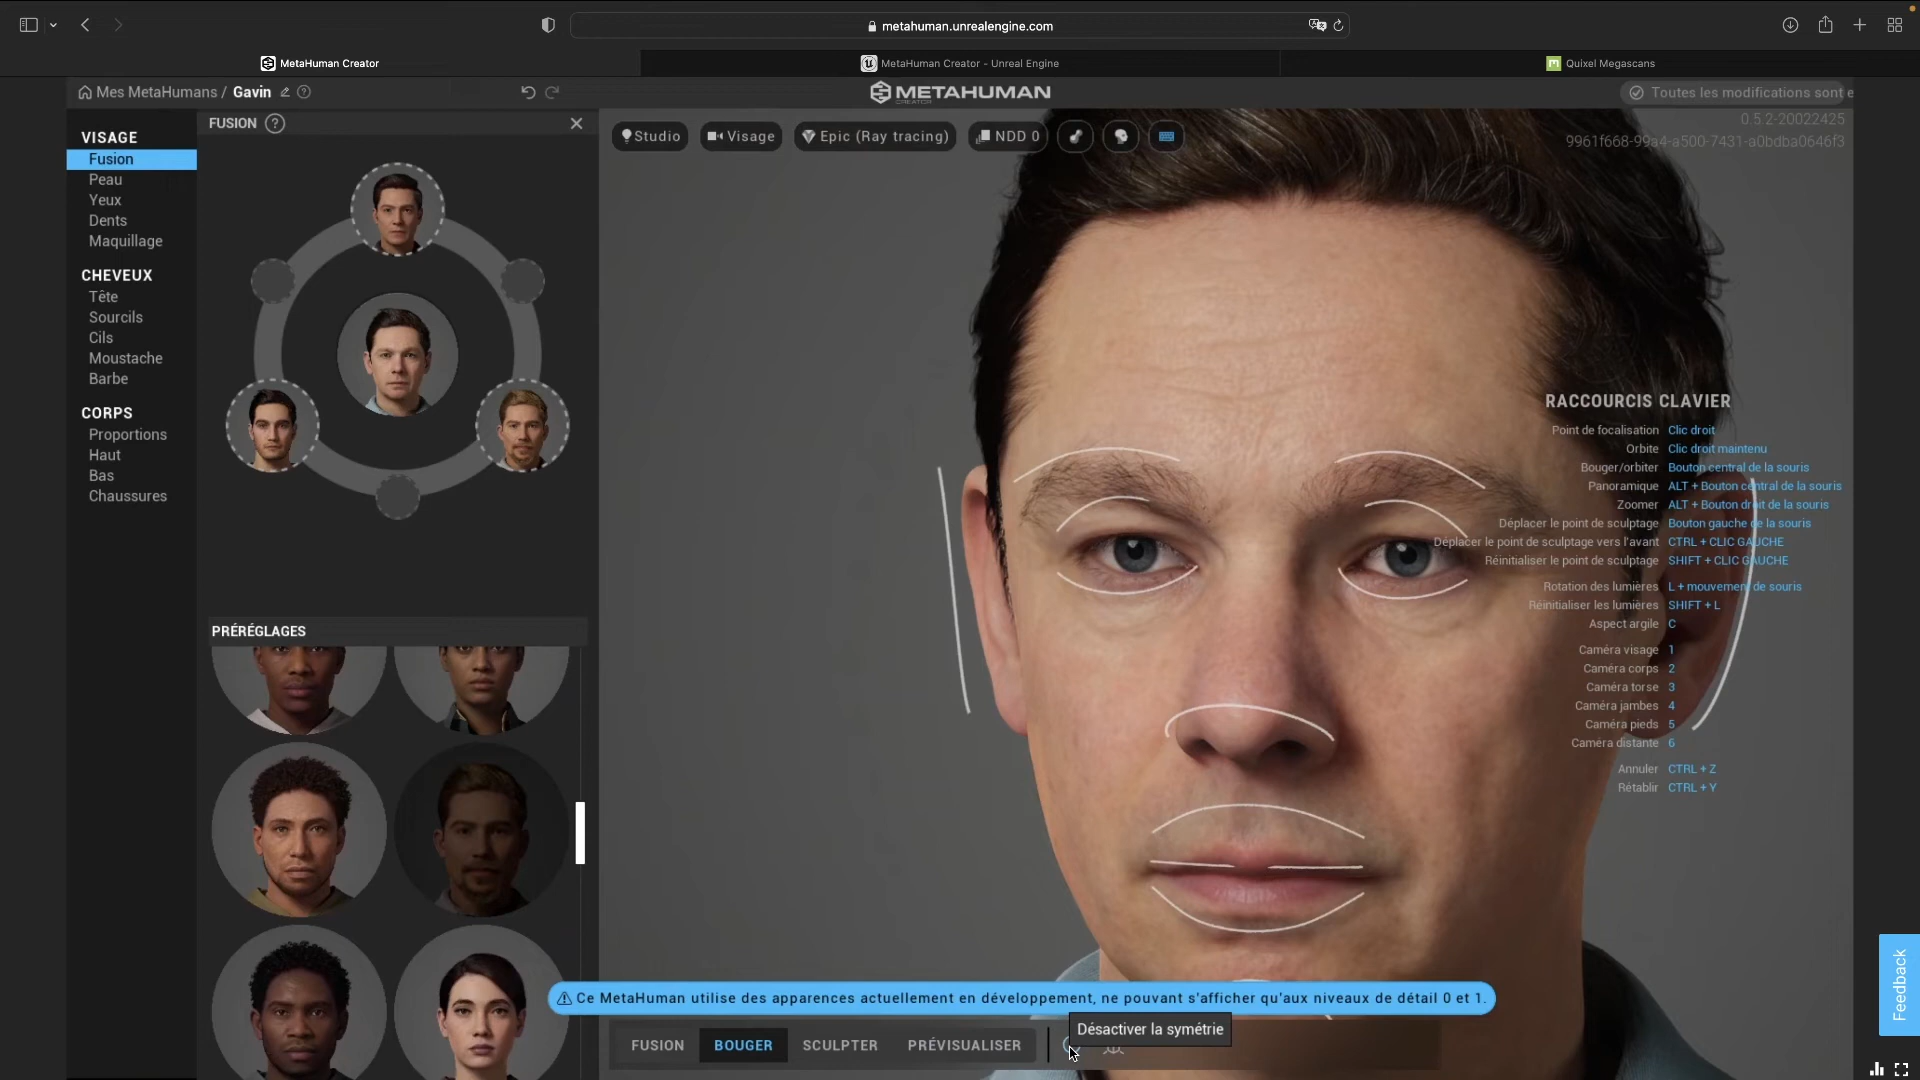 metahuman.unrealengine.com
MetaHuman Creator
MetaHuman Creator - Unreal Engine
Quixel Megascans
Mes MetaHumans / Gavin
METAHUMAN
CREATOR
Toutes les modifications sont e
VISAGE
Fusion
Peau
Yeux
Dents
Maquillage
CHEVEUX
Tête
Sourcils
Cils
Moustache
Barbe
CORPS
Proportions
Haut
Bas
Chaussures
FUSION
PRÉRÉGLAGES
Studio
Visage
Epic (Ray tracing)
NDD 0
0.5.2-20022425
9961f668-99a4-a500-7431-a0bdba0646f3
RACCOURCIS CLAVIER
Point de focalisation Clic droit
Orbite Clic droit maintenu
Bouger/orbiter Bouton central de la souris
Panoramique ALT + Bouton central de la souris
Zoomer ALT + Bouton droit de la souris
Déplacer le point de sculptage Bouton gauche de la souris
Déplacer le point de sculptage vers l'avant CTRL + CLIC GAUCHE
Réinitialiser le point de sculptage SHIFT + CLIC GAUCHE
Rotation des lumières L + mouvement de souris
Réinitialiser les lumières SHIFT + L
Aspect argile C
Caméra visage 1
Caméra corps 2
Caméra torse 3
Caméra jambes 4
Caméra pieds 5
Caméra distante 6
Annuler CTRL + Z
Rétablir CTRL + Y
Ce MetaHuman utilise des apparences actuellement en développement, ne pouvant s'afficher qu'aux niveaux de détail 0 et 1.
Désactiver la symétrie
FUSION
BOUGER
SCULPTER
PRÉVISUALISER
Feedback